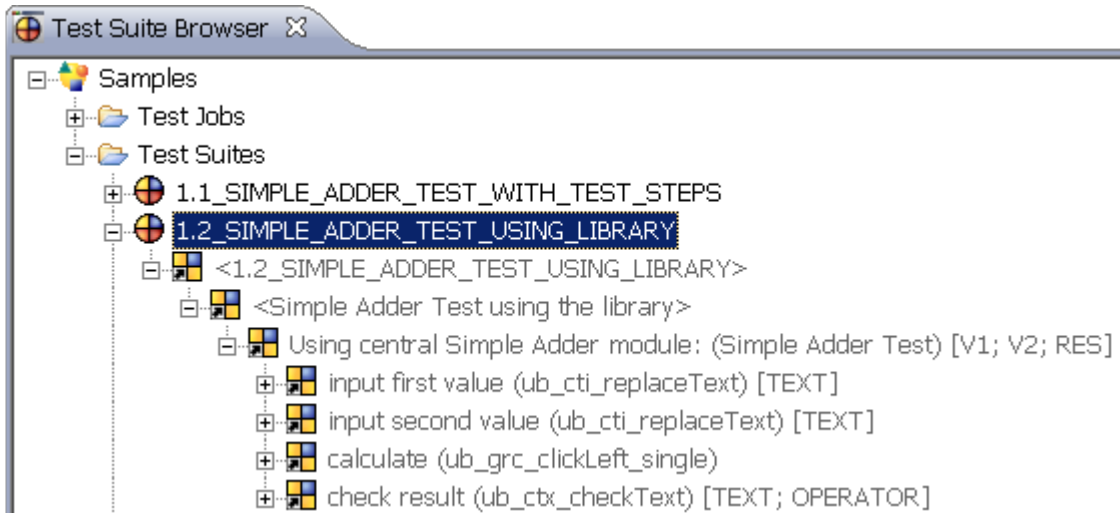 Test Suite Browser
Samples
Test Jobs
Test Suites
1.1_SIMPLE_ADDER_TEST_WITH_TEST_STEPS
1.2_SIMPLE_ADDER_TEST_USING_LIBRARY
<1.2_SIMPLE_ADDER_TEST_USING_LIBRARY>
<Simple Adder Test using the library>
Using central Simple Adder module: (Simple Adder Test) [V1; V2; RES]
input first value (ub_cti_replaceText) [TEXT]
input second value (ub_cti_replaceText) [TEXT]
calculate (ub_grc_clickLeft_single)
check result (ub_ctx_checkText) [TEXT; OPERATOR]